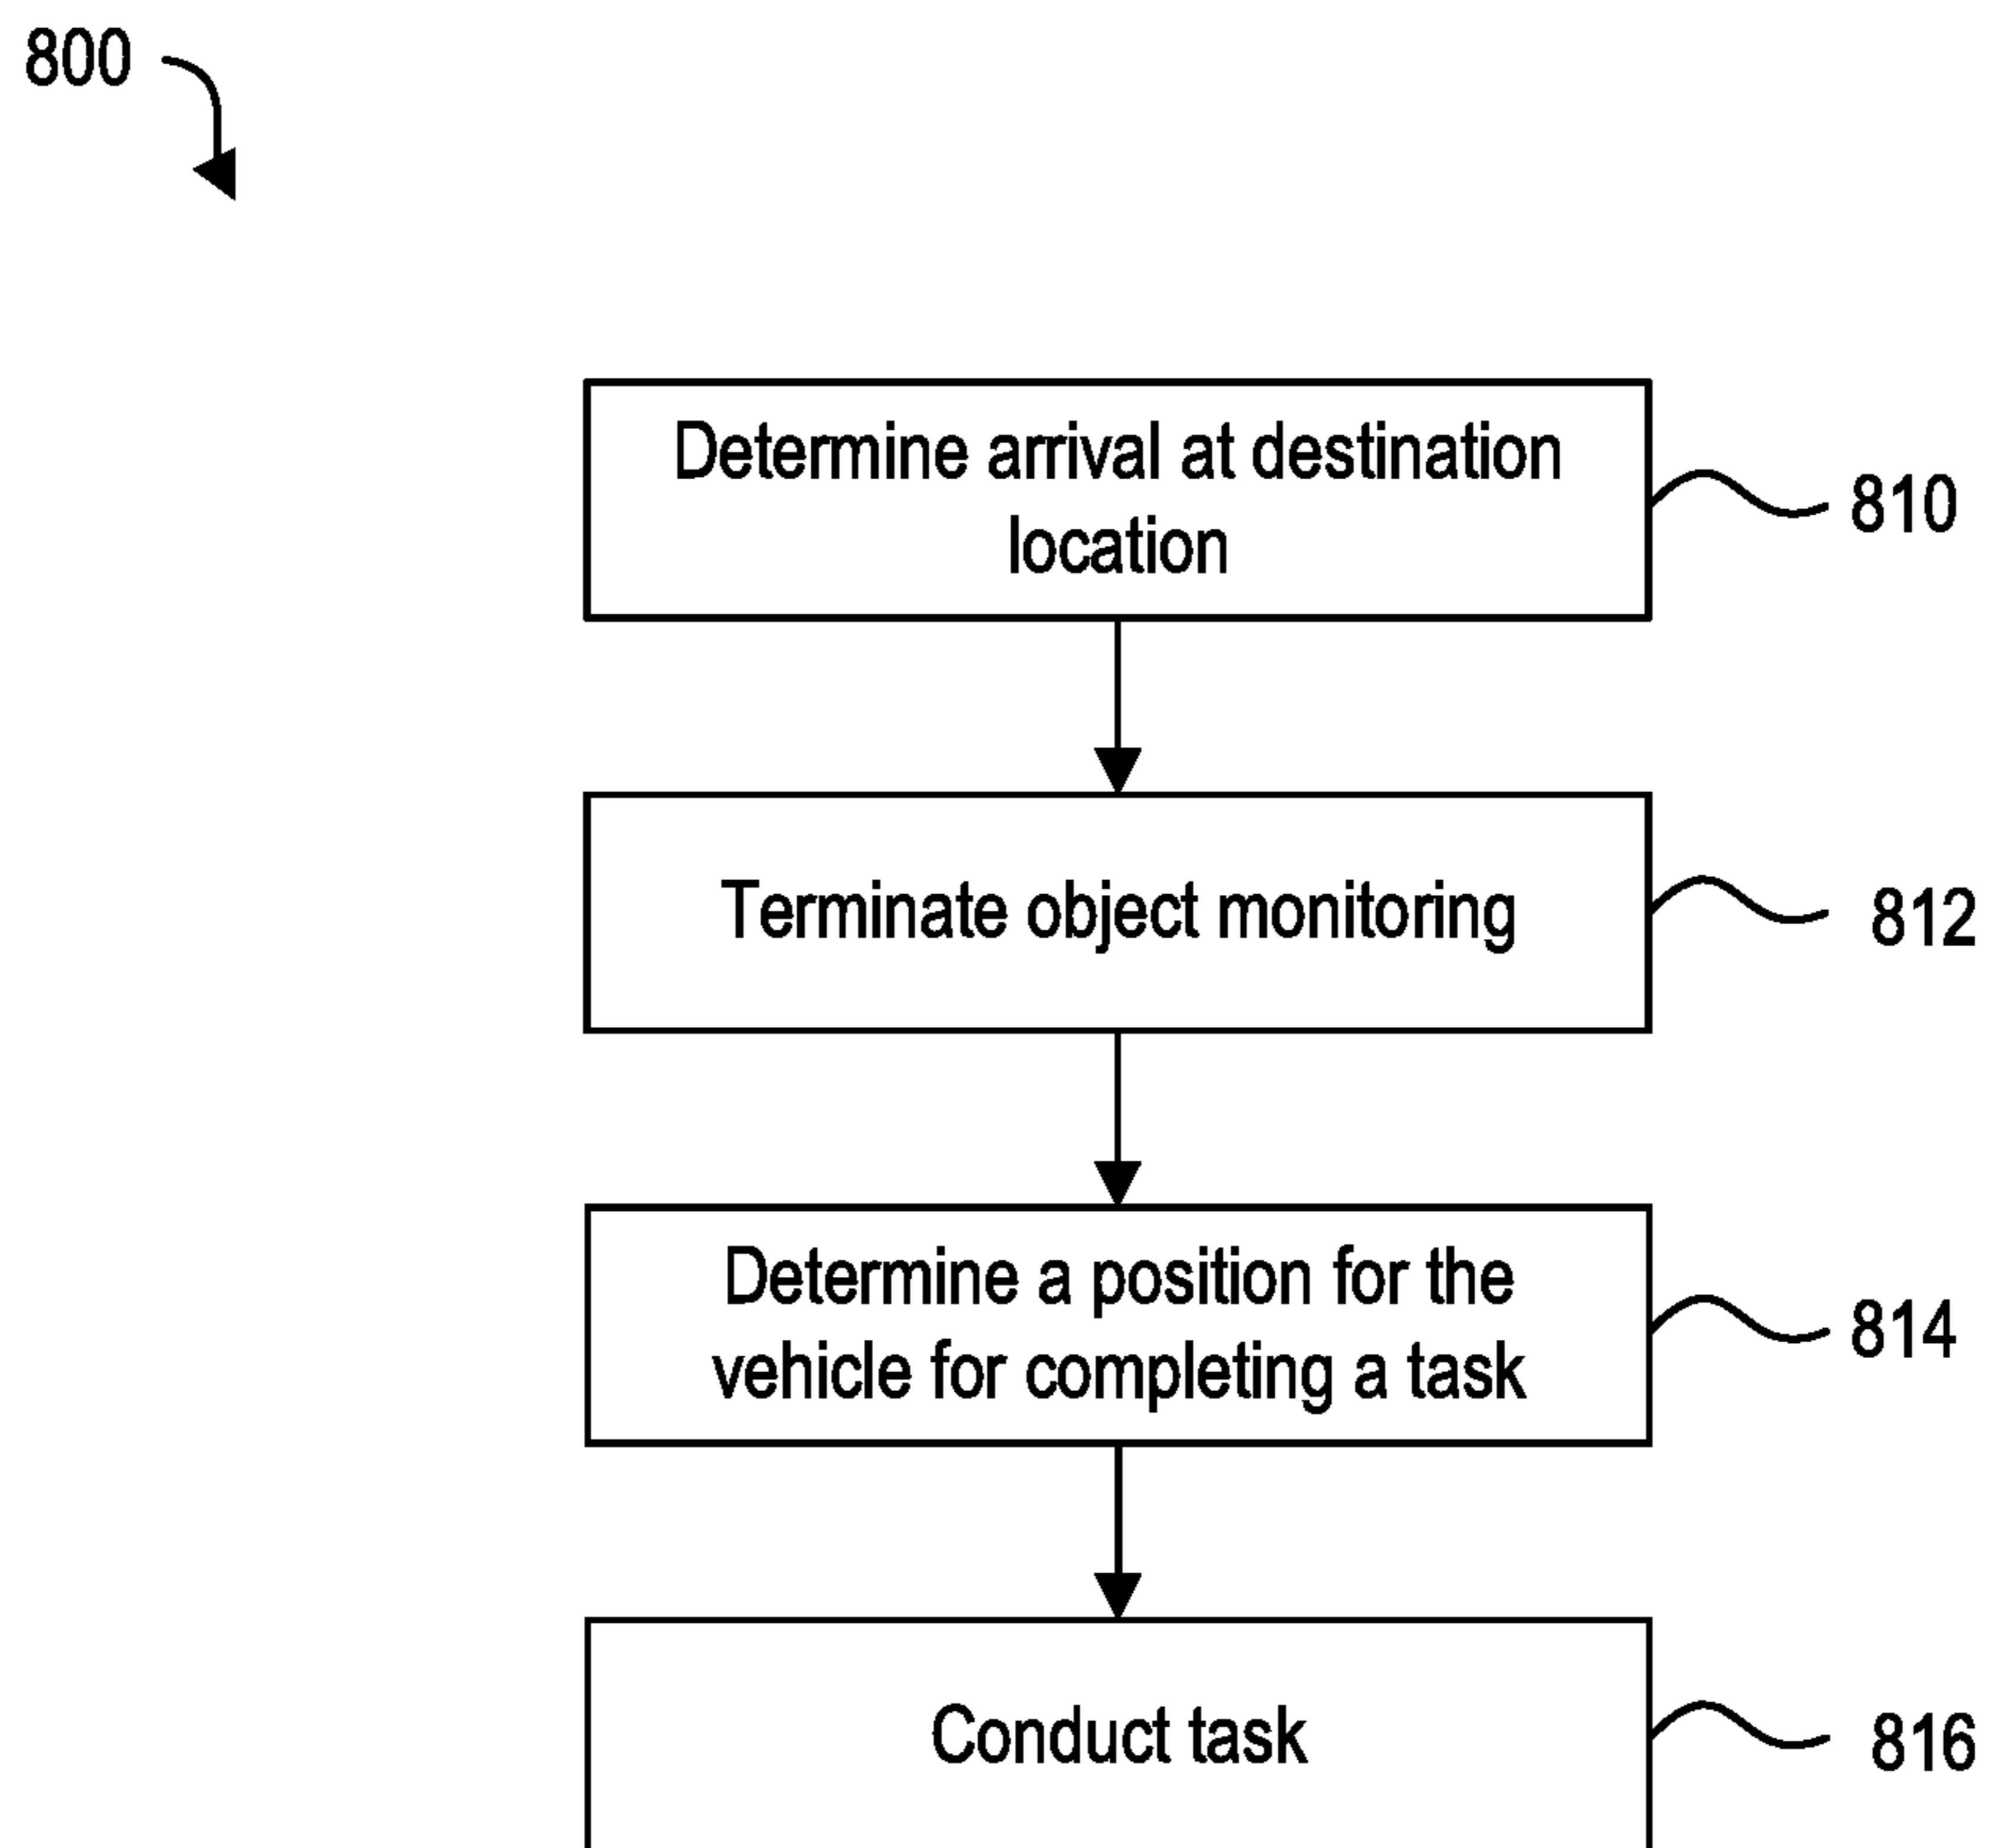 800
Determine arrival at destination
location
810
Terminate object monitoring
812
Determine a position for the
vehicle for completing a task
814
Conduct task
816